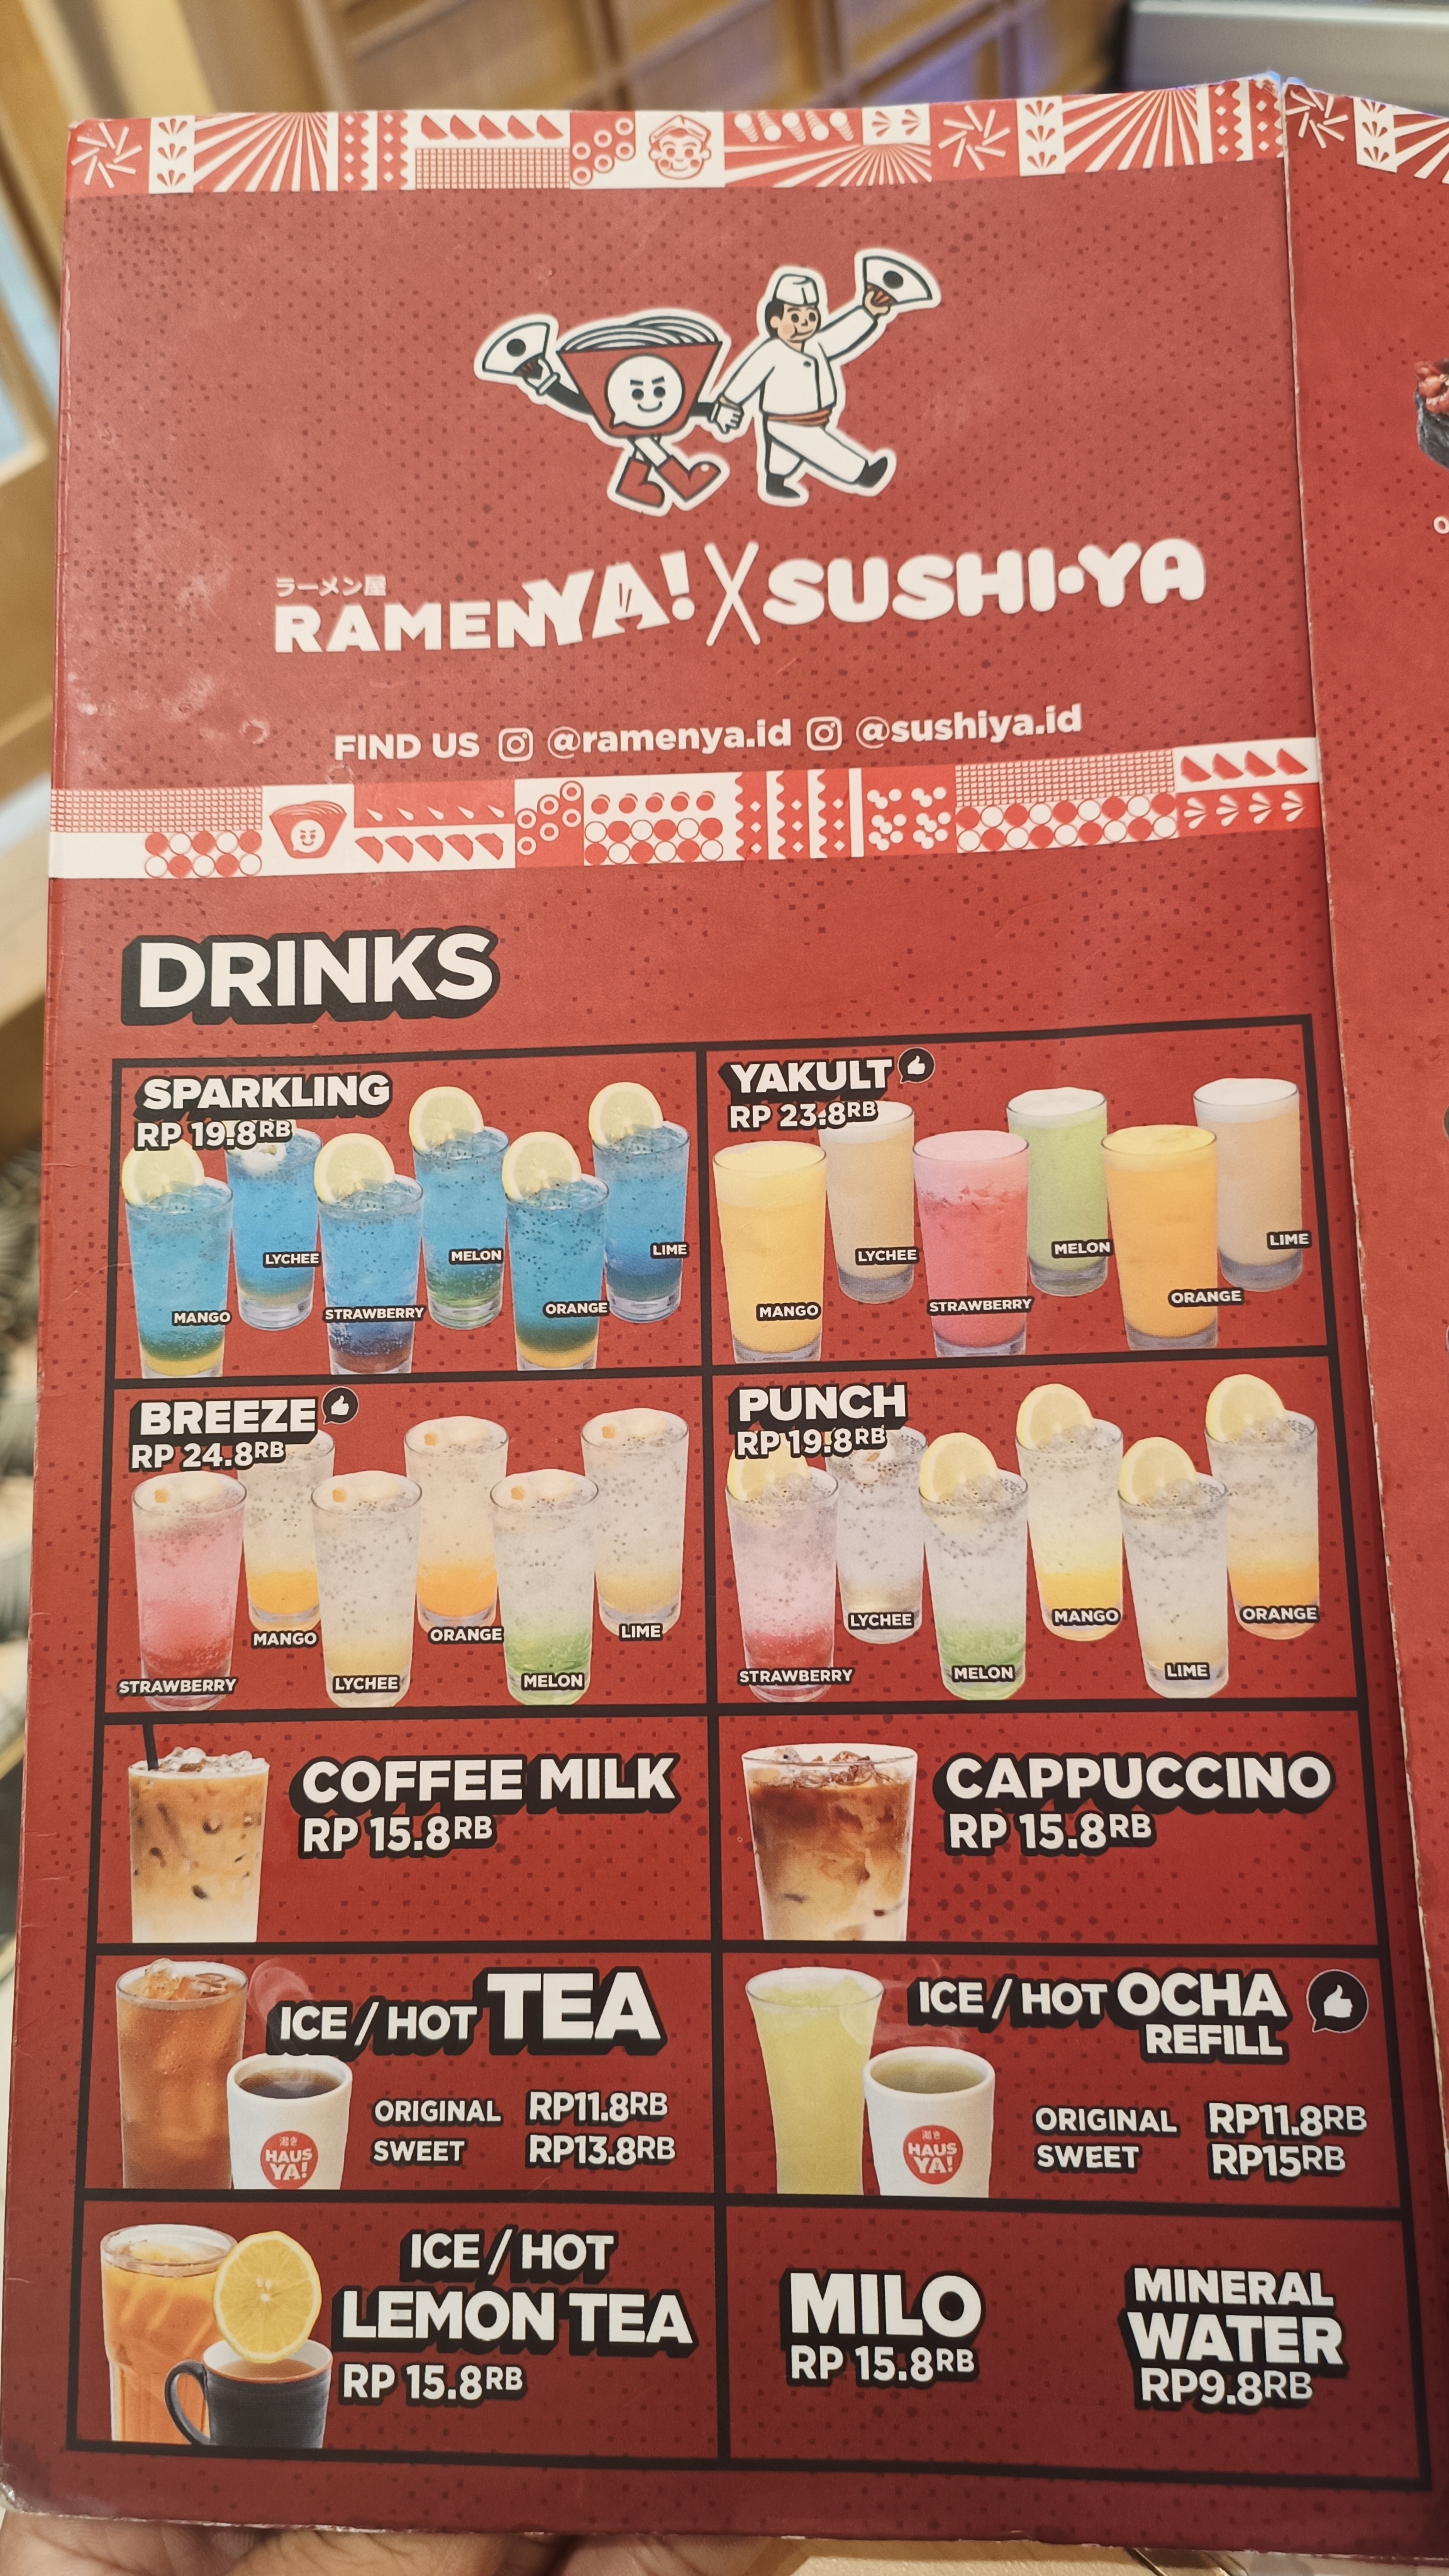 ラーメン屋
RAMENYA! X SUSHI-YA
FIND US @ramenya.id @sushiya.id
DRINKS
SPARKLING
RP 19.8RB
LYCHEE
MELON
LIME
MANGO
STRAWBERRY
ORANGE
YAKULT
RP 23.8RB
LYCHEE
MELON
LIME
MANGO
STRAWBERRY
ORANGE
BREEZE
RP 24.8RB
MANGO
ORANGE
LIME
STRAWBERRY
LYCHEE
MELON
PUNCH
RP 19.8RB
LYCHEE
MANGO
ORANGE
STRAWBERRY
MELON
LIME
COFFEE MILK
RP 15.8RB
CAPPUCCINO
RP 15.8RB
ICE / HOT TEA
ORIGINAL RP11.8RB
SWEET RP13.8RB
HAUS
YA!
ICE / HOT OCHA
REFILL
ORIGINAL RP11.8RB
SWEET RP15RB
HAUS
YA!
ICE / HOT
LEMON TEA
RP 15.8RB
MILO
RP 15.8RB
MINERAL
WATER
RP9.8RB